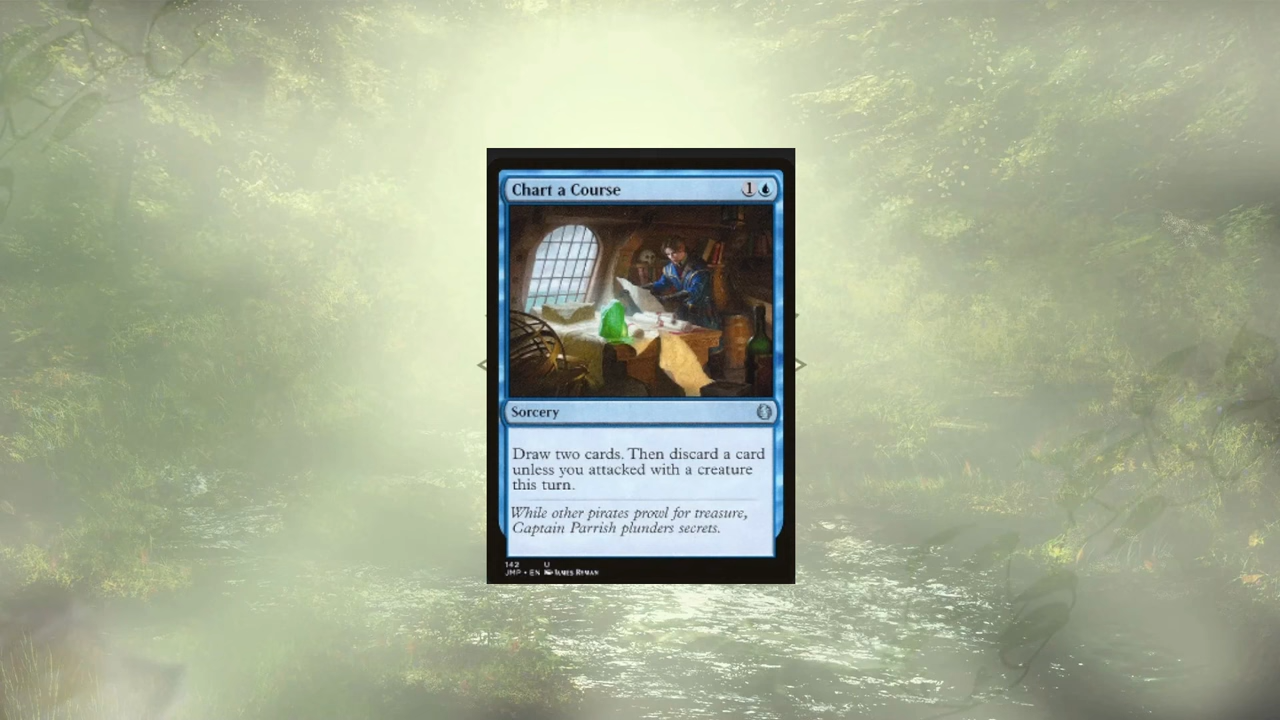 Chart a Course 1
Sorcery
Draw two cards. Then discard a card
unless you attacked with a creature
this turn.
While other pirates prowl for treasure,
Captain Parrish plunders secrets.
142 U
JMP • EN James Ryman